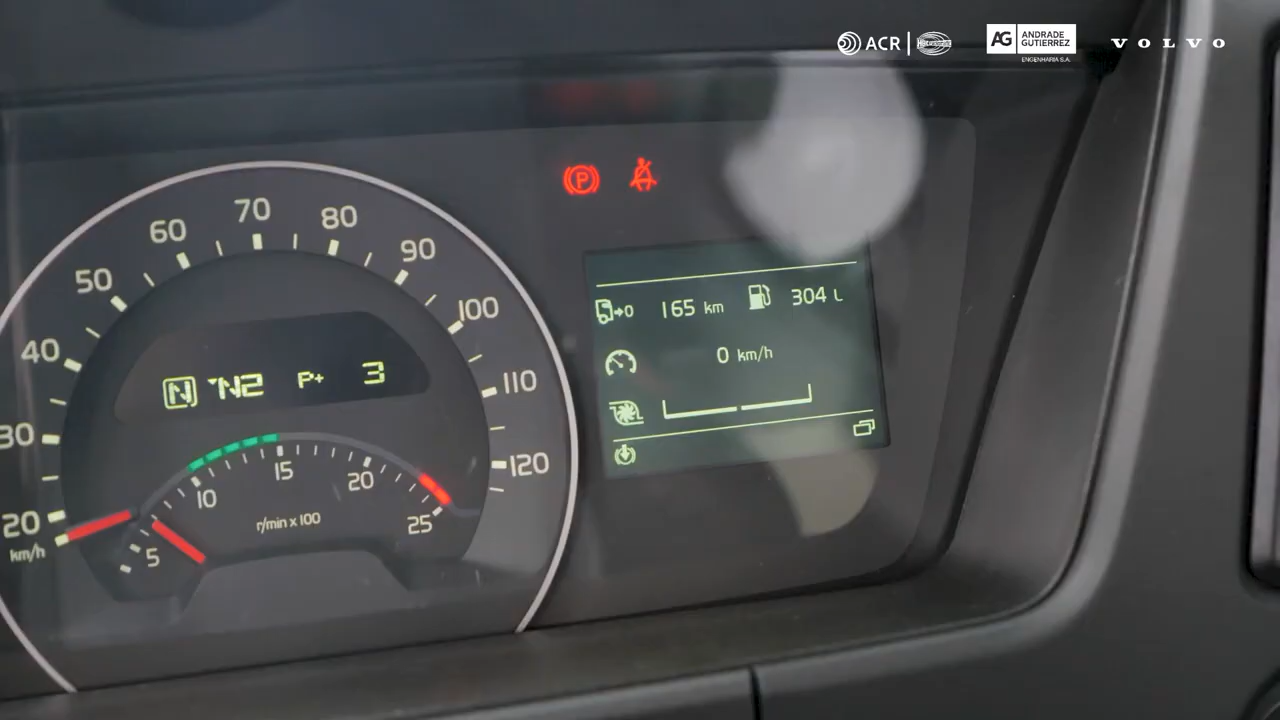 ACR
AG ANDRADE GUTIERREZ
ENGENHARIA S.A.
VOLVO
P
20 30 40 50 60 70 80 90 100 110 120
km/h
N N2 P+ 3
5 10 15 20 25
r/min x 100
0 165 km 304 L
0 km/h